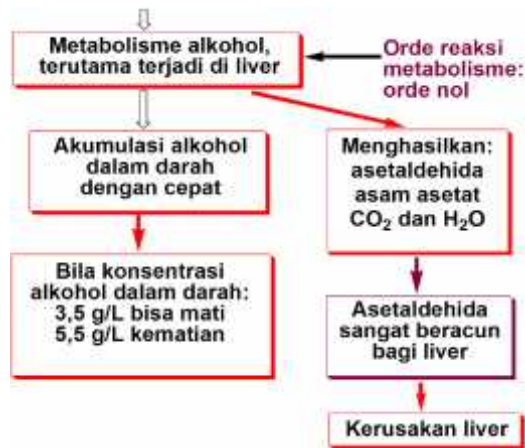 Metabolisme alkohol,
terutama terjadi di liver
Orde reaksi
metabolisme:
orde nol
Akumulasi alkohol
dalam darah
dengan cepat
Menghasilkan:
asetaldehida
asam asetat
CO₂ dan H₂O
Bila konsentrasi
alkohol dalam darah:
3,5 g/L bisa mati
5,5 g/L kematian
Asetaldehida
sangat beracun
bagi liver
Kerusakan liver